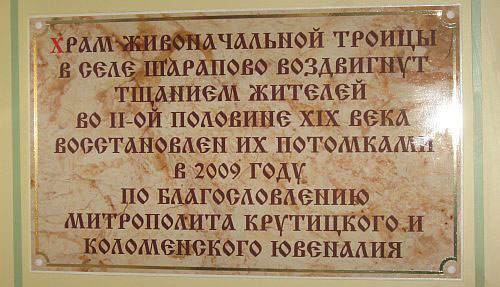 ХРАМ ЖИВОНАЧАЛЬНОЙ ТРОИЦЫ
В СЕЛЕ ШАРАПОВО ВОЗДВИГНУТ
ТЩАНИЕМ ЖИТЕЛЕЙ
ВО II-ОЙ ПОЛОВИНЕ XIX ВЕКА
ВОССТАНОВЛЕН ИХ ПОТОМКАМИ
В 2009 ГОДУ
ПО БЛАГОСЛОВЛЕНИЮ
МИТРОПОЛИТА КРУТИЦКОГО И
КОЛОМЕНСКОГО ЮВЕНАЛИЯ